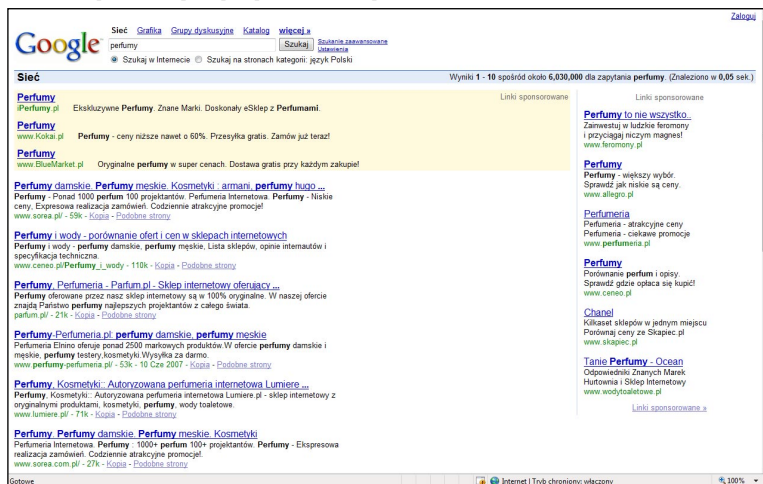 Zaloguj
Google
Sieć Grafika Grupy dyskusyjne Katalog więcej »
perfumy Szukaj Szukanie zaawansowane
Ustawienia
Szukaj w Internecie Szukaj na stronach kategorii: język Polski
Sieć Wyniki 1 - 10 spośród około 6,030,000 dla zapytania perfumy. (Znaleziono w 0,05 sek.)
Perfumy Linki sponsorowane
iPerfumy.pl Ekskluzywne Perfumy. Znane Marki. Doskonały eSklep z Perfumami.
Perfumy
www.Kokai.pl Perfumy - ceny niższe nawet o 60%. Przesyłka gratis. Zamów już teraz!
Perfumy
www.BlueMarket.pl Oryginalne perfumy w super cenach. Dostawa gratis przy każdym zakupie!
Perfumy damskie. Perfumy meskie. Kosmetyki : armani, perfumy hugo ...
Perfumy - Ponad 1000 perfum 100 projektantów. Perfumeria Internetowa. Perfumy - Niskie
ceny, Expresowa realizacja zamówień. Codziennie atrakcyjne promocje!
www.sorea.pl/ - 59k - Kopia - Podobne strony
Perfumy i wody - porównanie ofert i cen w sklepach internetowych
Perfumy i wody - perfumy damskie, perfumy męskie, Lista sklepów, opinie internautów i
specyfikacja techniczna.
www.ceneo.pl/Perfumy_i_wody - 110k - Kopia - Podobne strony
Perfumy, Perfumeria - Parfum.pl - Sklep internetowy oferujący ...
Perfumy oferowane przez nasz sklep internetowy są w 100% oryginalne. W naszej ofercie
znajdą Państwo perfumy najlepszych projektantów z całego świata.
parfum.pl/ - 21k - Kopia - Podobne strony
Perfumy-Perfumeria.pl: perfumy damskie, perfumy męskie
Perfumeria Elnino oferuje ponad 2500 markowych produktów.W ofercie perfumy damskie i
męskie, perfumy testery,kosmetyki.Wysyłka za darmo.
www.perfumy-perfumeria.pl/ - 53k - 10 Cze 2007 - Kopia - Podobne strony
Perfumy, Kosmetyki:: Autoryzowana perfumeria internetowa Lumiere ...
Perfumy, Kosmetyki:: Autoryzowana perfumeria internetowa Lumiere.pl - sklep internetowy z
oryginalnymi produktami, kosmetyki, perfumy, wody toaletowe.
www.lumiere.pl/ - 71k - Kopia - Podobne strony
Perfumy. Perfumy damskie. Perfumy meskie. Kosmetyki
Perfumeria Internetowa. Perfumy : 1000+ perfum 100+ projektantów. Perfumy - Ekspresowa
realizacja zamówień. Codziennie atrakcyjne promocje!
www.sorea.com.pl/ - 27k - Kopia - Podobne strony
Linki sponsorowane
Perfumy to nie wszystko..
Zainwestuj w ludzkie feromony
i przyciągaj niczym magnes!
www.feromony.pl
Perfumy
Perfumy - większy wybór.
Sprawdź jak niskie są ceny.
www.allegro.pl
Perfumeria
Perfumeria - atrakcyjne ceny
Perfumeria - ciekawe promocje
www.perfumeria.pl
Perfumy
Porównanie perfum i opisy.
Sprawdź gdzie opłaca się kupić!
www.ceneo.pl
Chanel
Kilkaset sklepów w jednym miejscu
Porównaj ceny ze Skapiec.pl
www.skapiec.pl
Tanie Perfumy - Ocean
Odpowiedniki Znanych Marek
Hurtownia i Sklep Internetowy
www.wodytoaletowe.pl
Linki sponsorowane »
Gotowe Internet | Tryb chroniony: włączony 100%